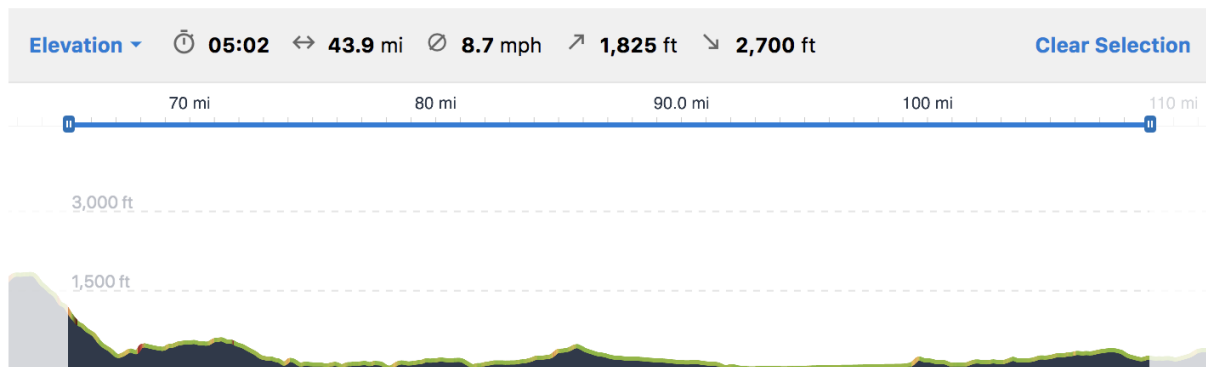 Elevation 05:02 43.9 mi 8.7 mph 1,825 ft 2,700 ft Clear Selection
70 mi 80 mi 90.0 mi 100 mi 110 mi
3,000 ft
1,500 ft